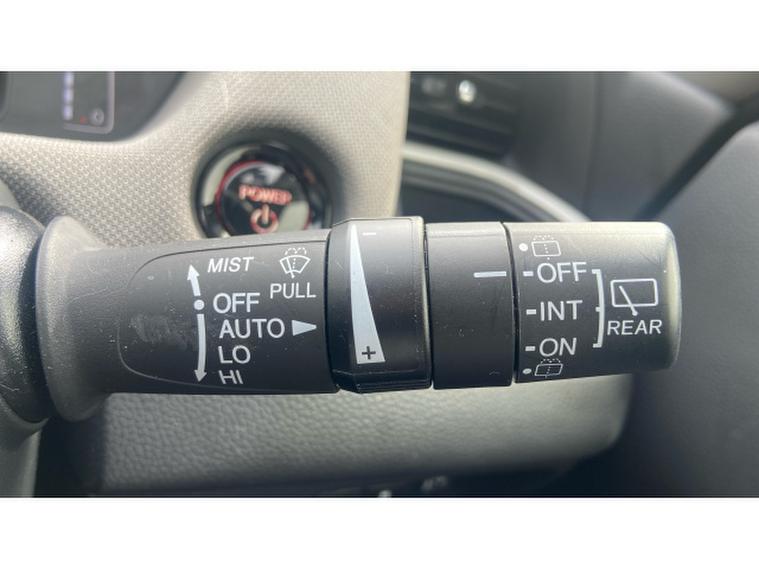 POWER
MIST
PULL
OFF
AUTO
LO
HI
-
+
OFF
INT
ON
REAR